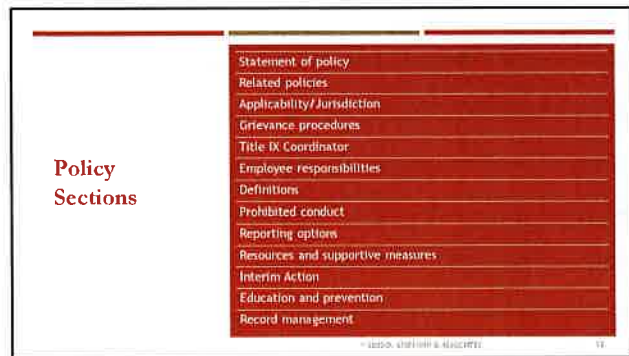 Policy
Sections
Statement of policy
Related policies
Applicability/Jurisdiction
Grievance procedures
Title IX Coordinator
Employee responsibilities
Definitions
Prohibited conduct
Reporting options
Resources and supportive measures
Interim Action
Education and prevention
Record management